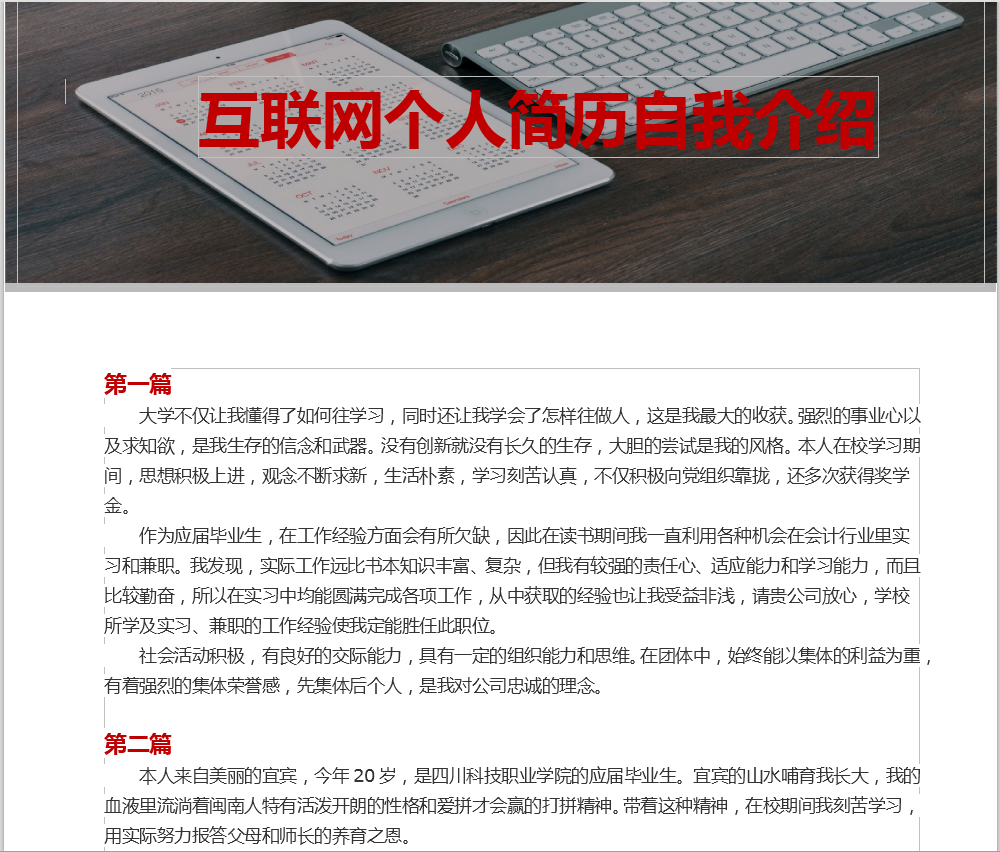 互联网个人简历自我介绍
2016
JUL
OCT
NOV
第一篇
大学不仅让我懂得了如何往学习，同时还让我学会了怎样往做人，这是我最大的收获。强烈的事业心以
及求知欲，是我生存的信念和武器。没有创新就没有长久的生存，大胆的尝试是我的风格。本人在校学习期
间，思想积极上进，观念不断求新，生活朴素，学习刻苦认真，不仅积极向党组织靠拢，还多次获得奖学
金。
作为应届毕业生，在工作经验方面会有所欠缺，因此在读书期间我一直利用各种机会在会计行业里实
习和兼职。我发现，实际工作远比书本知识丰富、复杂，但我有较强的责任心、适应能力和学习能力，而且
比较勤奋，所以在实习中均能圆满完成各项工作，从中获取的经验也让我受益非浅，请贵公司放心，学校
所学及实习、兼职的工作经验使我定能胜任此职位。
社会活动积极，有良好的交际能力，具有一定的组织能力和思维。在团体中，始终能以集体的利益为重，
有着强烈的集体荣誉感，先集体后个人，是我对公司忠诚的理念。
第二篇
本人来自美丽的宜宾，今年 20 岁，是四川科技职业学院的应届毕业生。宜宾的山水哺育我长大，我的
血液里流淌着闽南人特有活泼开朗的性格和爱拼才会赢的打拼精神。带着这种精神，在校期间我刻苦学习，
用实际努力报答父母和师长的养育之恩。